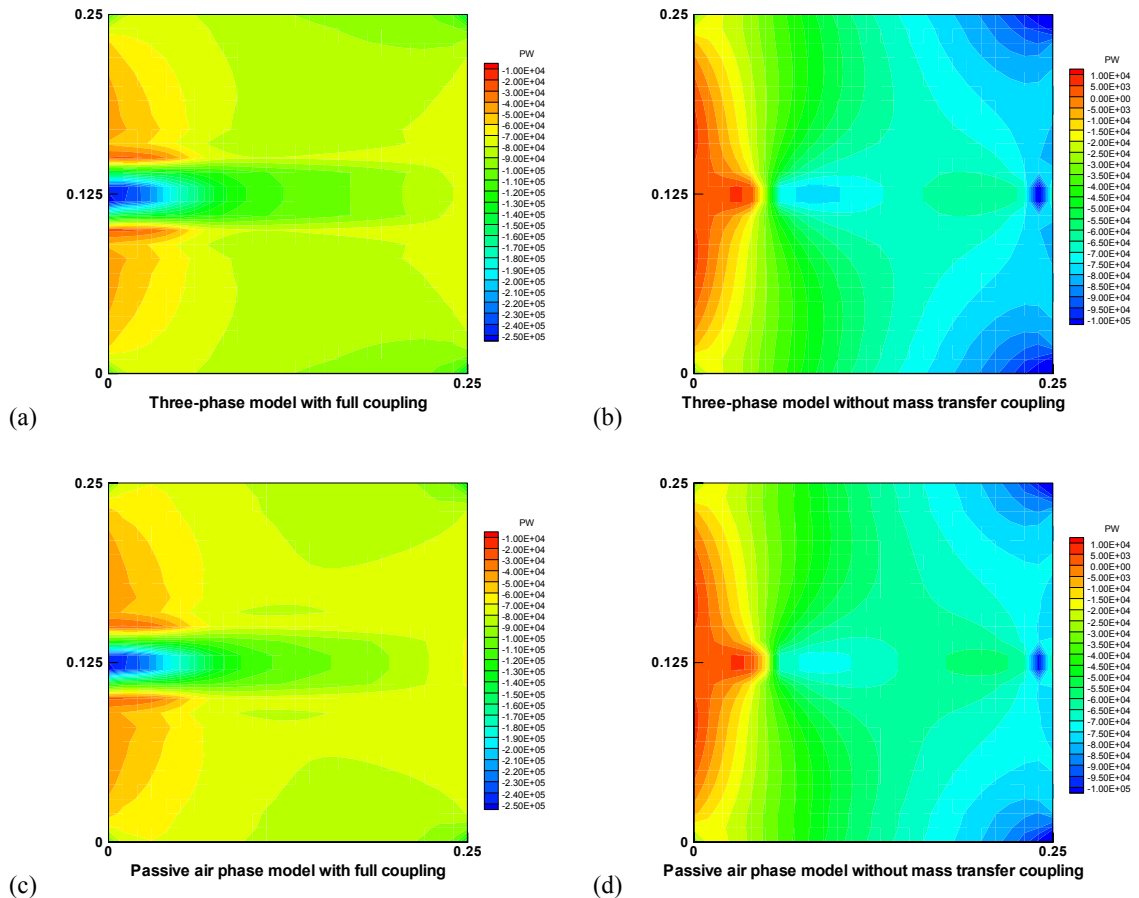 0.25
0.125
0
0
0.25
PW
-1.00E+04
-2.00E+04
-3.00E+04
-4.00E+04
-5.00E+04
-6.00E+04
-7.00E+04
-9.00E+04
-1.00E+05
-1.10E+05
-1.20E+05
-1.30E+05
-1.40E+05
-1.50E+05
-1.60E+05
-1.70E+05
-1.80E+05
-1.90E+05
-2.00E+05
-2.10E+05
-2.20E+05
-2.30E+05
-2.40E+05
-2.50E+05
(a)
Three-phase model with full coupling
0.25
0.125
0
0
0.25
PW
1.00E+04
5.00E+03
0.00E+00
-5.00E+03
-1.00E+04
-1.50E+04
-2.00E+04
-2.50E+04
-3.00E+04
-4.00E+04
-4.50E+04
-5.00E+04
-5.50E+04
-6.00E+04
-6.50E+04
-7.00E+04
-7.50E+04
-8.00E+04
-8.50E+04
-9.00E+04
-9.50E+04
-1.00E+05
(b)
Three-phase model without mass transfer coupling
0.25
0.125
0
0
0.25
PW
-1.00E+04
-2.00E+04
-3.00E+04
-4.00E+04
-5.00E+04
-6.00E+04
-7.00E+04
-9.00E+04
-1.00E+05
-1.10E+05
-1.20E+05
-1.30E+05
-1.40E+05
-1.50E+05
-1.60E+05
-1.70E+05
-1.80E+05
-1.90E+05
-2.00E+05
-2.10E+05
-2.20E+05
-2.30E+05
-2.40E+05
-2.50E+05
(c)
Passive air phase model with full coupling
0.25
0.125
0
0
0.25
PW
1.00E+04
5.00E+03
0.00E+00
-5.00E+03
-1.00E+04
-1.50E+04
-2.00E+04
-2.50E+04
-3.00E+04
-4.00E+04
-4.50E+04
-5.00E+04
-5.50E+04
-6.00E+04
-6.50E+04
-7.00E+04
-7.50E+04
-8.00E+04
-8.50E+04
-9.00E+04
-9.50E+04
-1.00E+05
(d)
Passive air phase model without mass transfer coupling